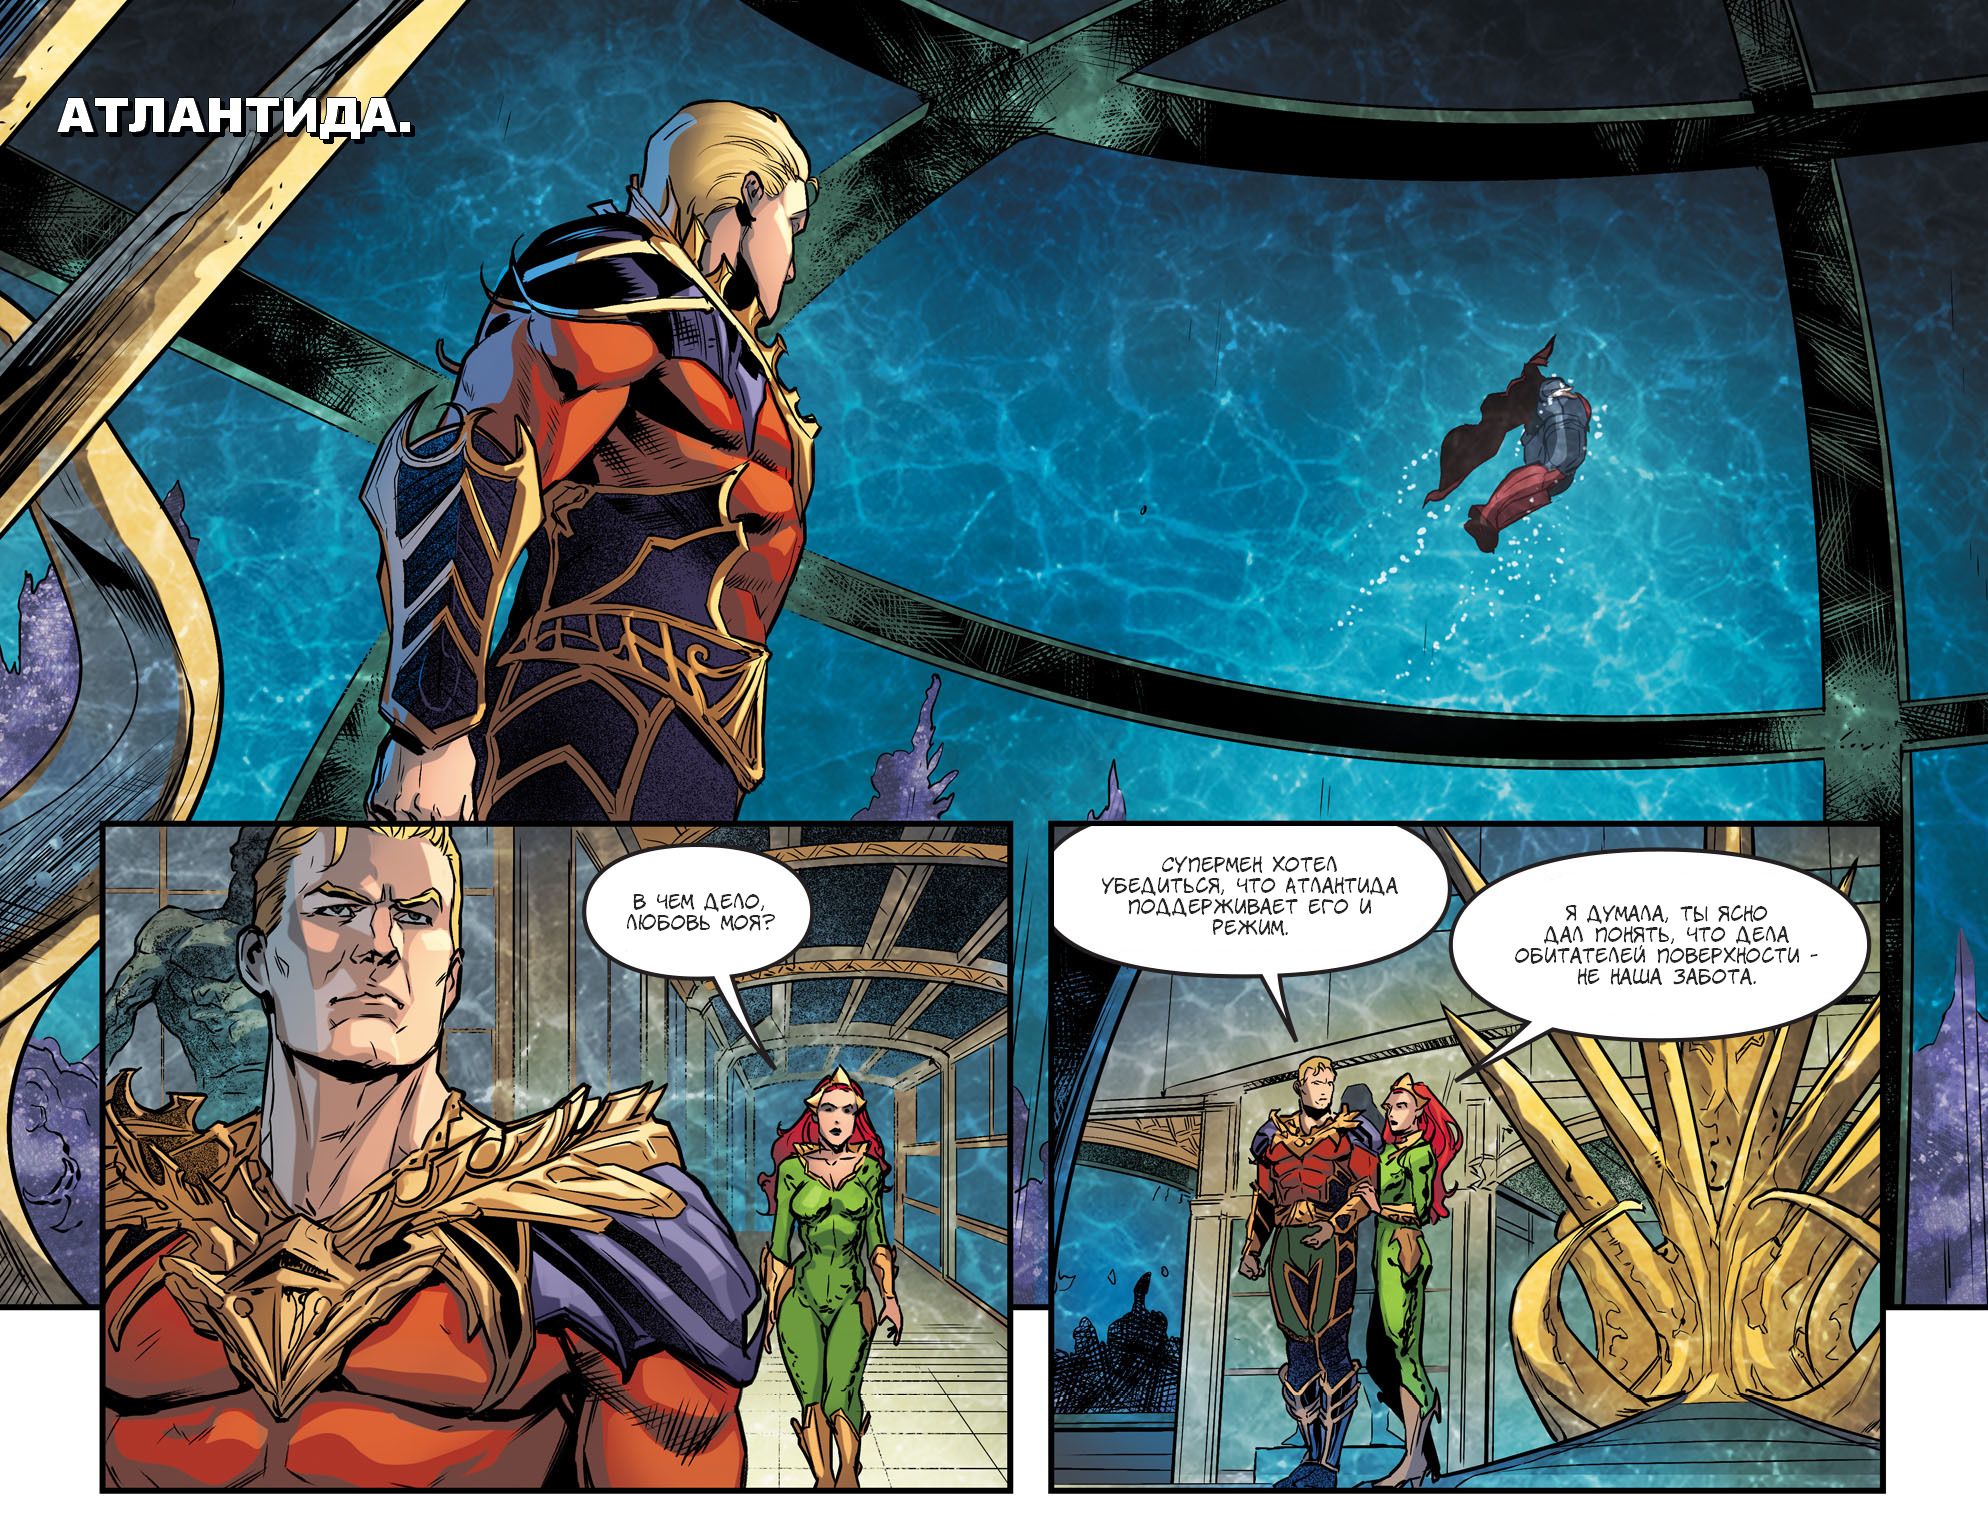 АТЛАНТИДА.
В ЧЕМ ДЕЛО,
ЛЮБОВЬ МОЯ?
СУПЕРМЕН ХОТЕЛ
УБЕДИТЬСЯ, ЧТО АТЛАНТИДА
ПОДДЕРЖИВАЕТ ЕГО И
РЕЖИМ.
Я ДУМАЛА, ТЫ ЯСНО
ДАЛ ПОНЯТЬ, ЧТО ДЕЛА
ОБИТАТЕЛЕЙ ПОВЕРХНОСТИ -
НЕ НАША ЗАБОТА.